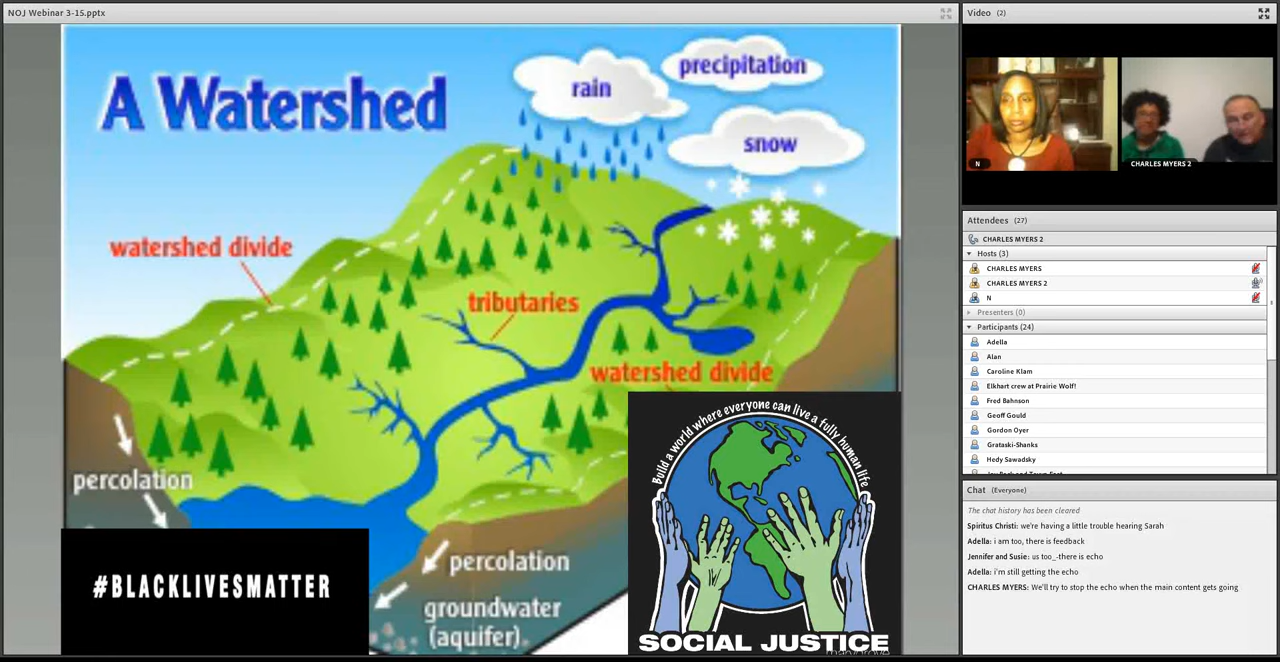 NOJ Webinar 3-15.pptx
A Watershed
rain
precipitation
snow
watershed divide
tributaries
watershed divide
percolation
percolation
groundwater
(aquifer)
#BLACKLIVESMATTER
Build a world where everyone can live a fully human life
SOCIAL JUSTICE
Video (2)
N
CHARLES MYERS 2
Attendees (27)
CHARLES MYERS 2
Hosts (3)
CHARLES MYERS
CHARLES MYERS 2
N
Presenters (0)
Participants (24)
Adella
Alan
Caroline Klam
Elkhart crew at Prairie Wolf!
Fred Bahnson
Geoff Gould
Gordon Oyer
Grataski-Shanks
Hedy Sawadsky
Chat (Everyone)
The chat history has been cleared
Spiritus Christi: we're having a little trouble hearing Sarah
Adella: i am too, there is feedback
Jennifer and Susie: us too_-there is echo
Adella: i'm still getting the echo
CHARLES MYERS: We'll try to stop the echo when the main content gets going